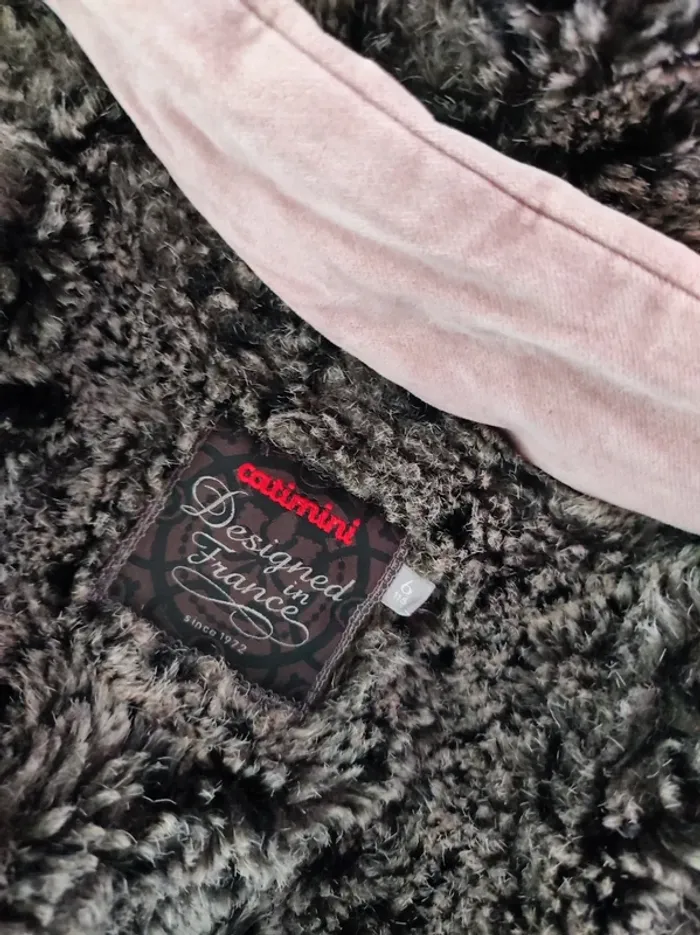 catimini
Designed
in
France
since 1972
6